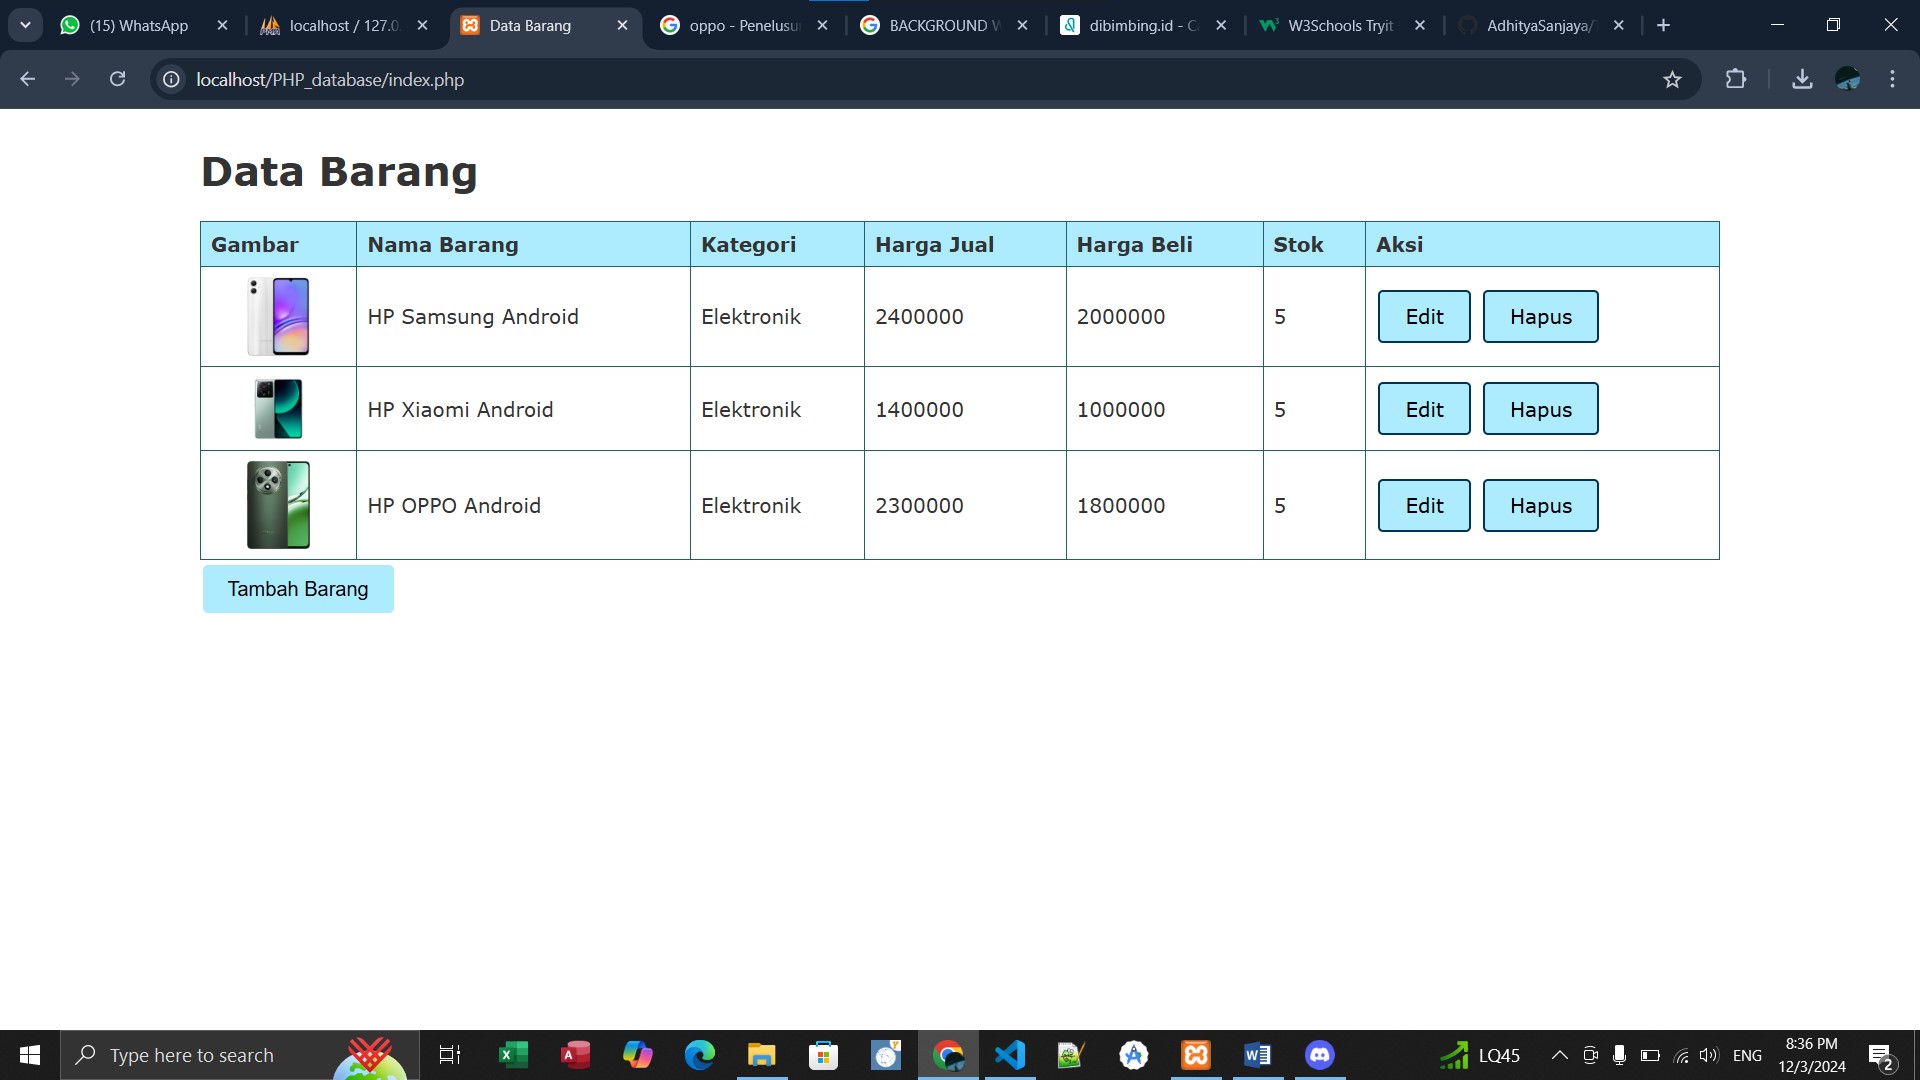 (15) WhatsApp
localhost / 127.0
Data Barang
oppo - Penelusu
BACKGROUND
dibimbing.id - C
W3Schools Tryit
AdhityaSanjaya/
localhost/PHP_database/index.php
Data Barang
Gambar Nama Barang Kategori Harga Jual Harga Beli Stok Aksi
HP Samsung Android Elektronik 2400000 2000000 5 Edit Hapus
HP Xiaomi Android Elektronik 1400000 1000000 5 Edit Hapus
HP OPPO Android Elektronik 2300000 1800000 5 Edit Hapus
Tambah Barang
Type here to search
LQ45
ENG
8:36 PM
12/3/2024
2